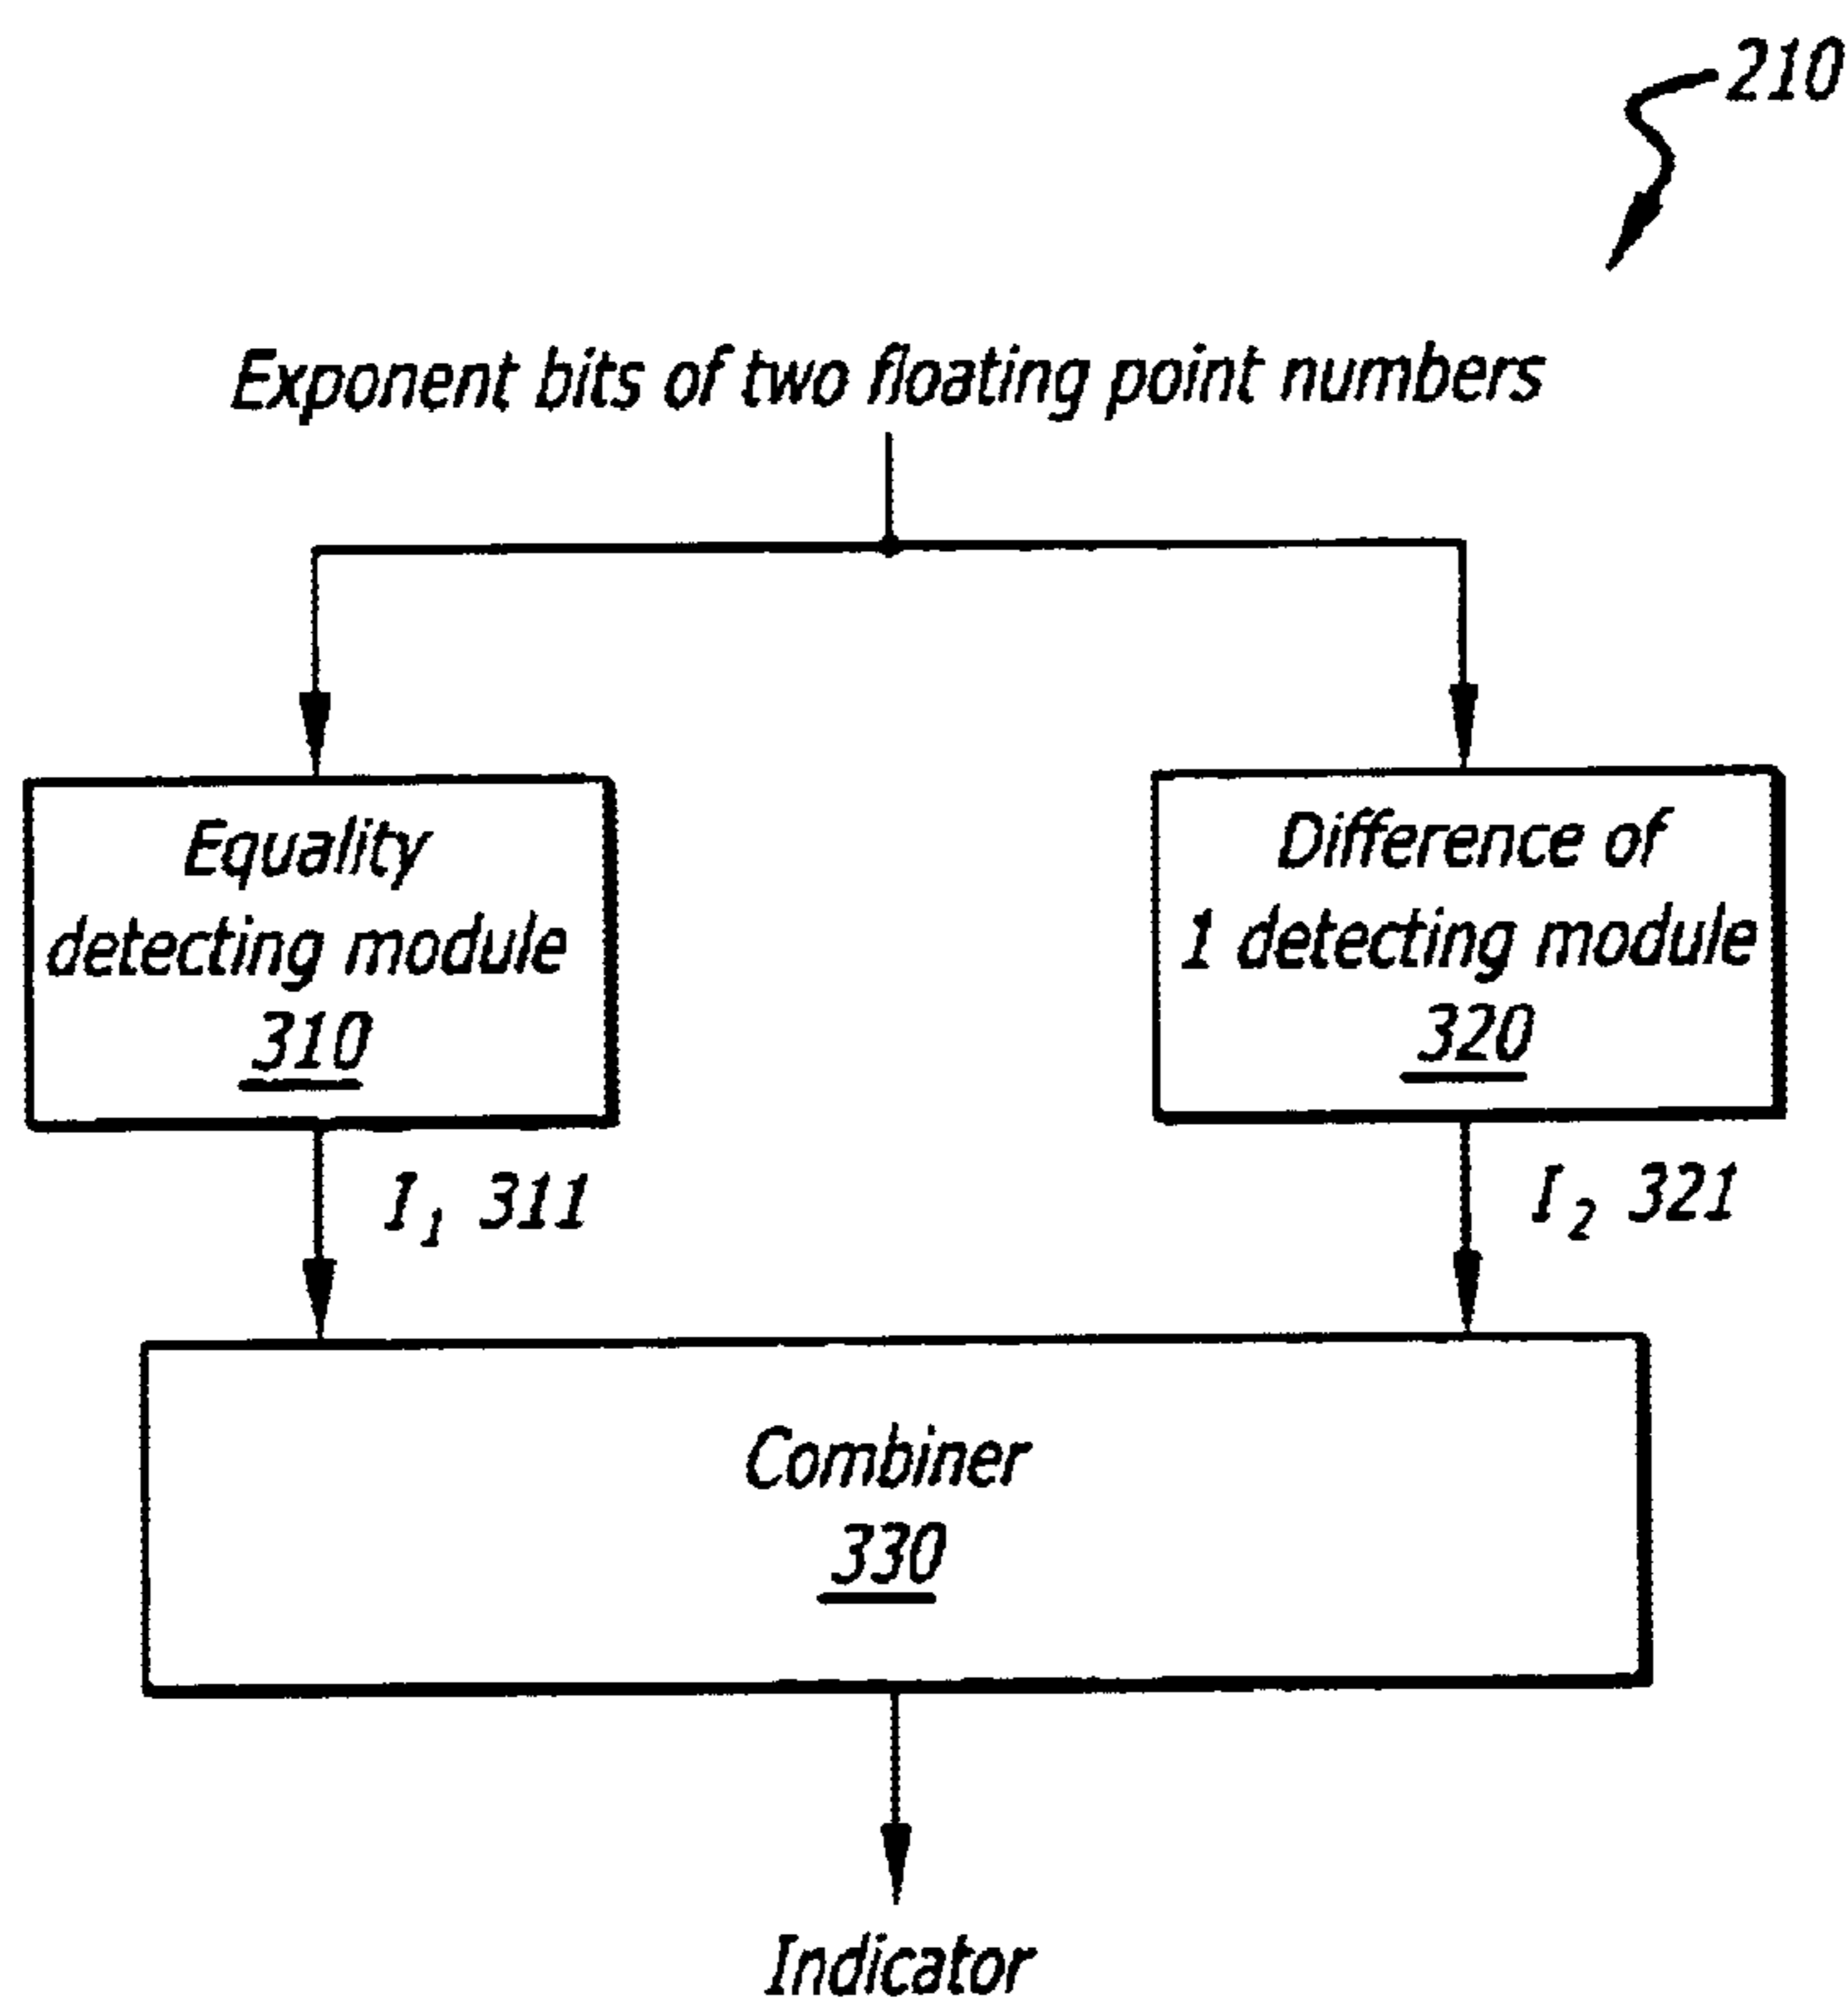 210
Exponent bits of two floating point numbers
Equality
detecting module
310
Difference of
1 detecting module
320
I₁ 311
I₂ 321
Combiner
330
Indicator